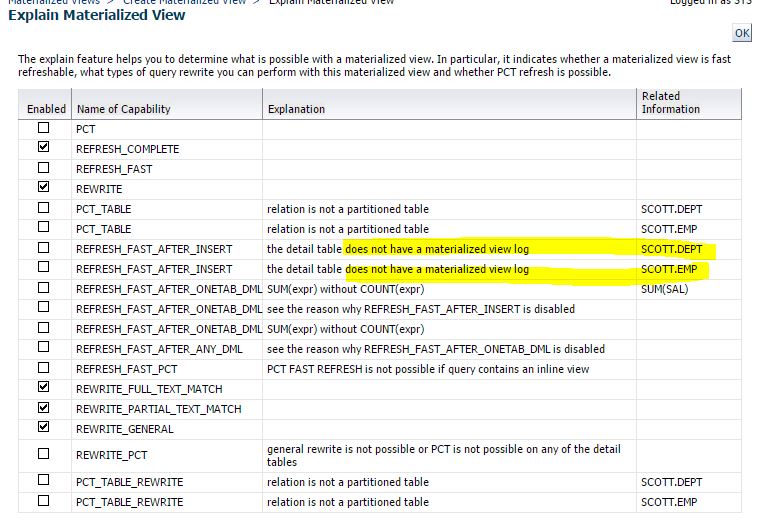 Materialized Views > Create Materialized View > Explain Materialized View Logged in as SYS
Explain Materialized View
OK
The explain feature helps you to determine what is possible with a materialized view. In particular, it indicates whether a materialized view is fast
refreshable, what types of query rewrite you can perform with this materialized view and whether PCT refresh is possible.
Enabled Name of Capability Explanation Related Information
PCT
REFRESH_COMPLETE
REFRESH_FAST
REWRITE
PCT_TABLE relation is not a partitioned table SCOTT.DEPT
PCT_TABLE relation is not a partitioned table SCOTT.EMP
REFRESH_FAST_AFTER_INSERT the detail table does not have a materialized view log SCOTT.DEPT
REFRESH_FAST_AFTER_INSERT the detail table does not have a materialized view log SCOTT.EMP
REFRESH_FAST_AFTER_ONETAB_DML SUM(expr) without COUNT(expr) SUM(SAL)
REFRESH_FAST_AFTER_ONETAB_DML see the reason why REFRESH_FAST_AFTER_INSERT is disabled
REFRESH_FAST_AFTER_ONETAB_DML SUM(expr) without COUNT(expr)
REFRESH_FAST_AFTER_ANY_DML see the reason why REFRESH_FAST_AFTER_ONETAB_DML is disabled
REFRESH_FAST_PCT PCT FAST REFRESH is not possible if query contains an inline view
REWRITE_FULL_TEXT_MATCH
REWRITE_PARTIAL_TEXT_MATCH
REWRITE_GENERAL
REWRITE_PCT general rewrite is not possible or PCT is not possible on any of the detail
tables
PCT_TABLE_REWRITE relation is not a partitioned table SCOTT.DEPT
PCT_TABLE_REWRITE relation is not a partitioned table SCOTT.EMP